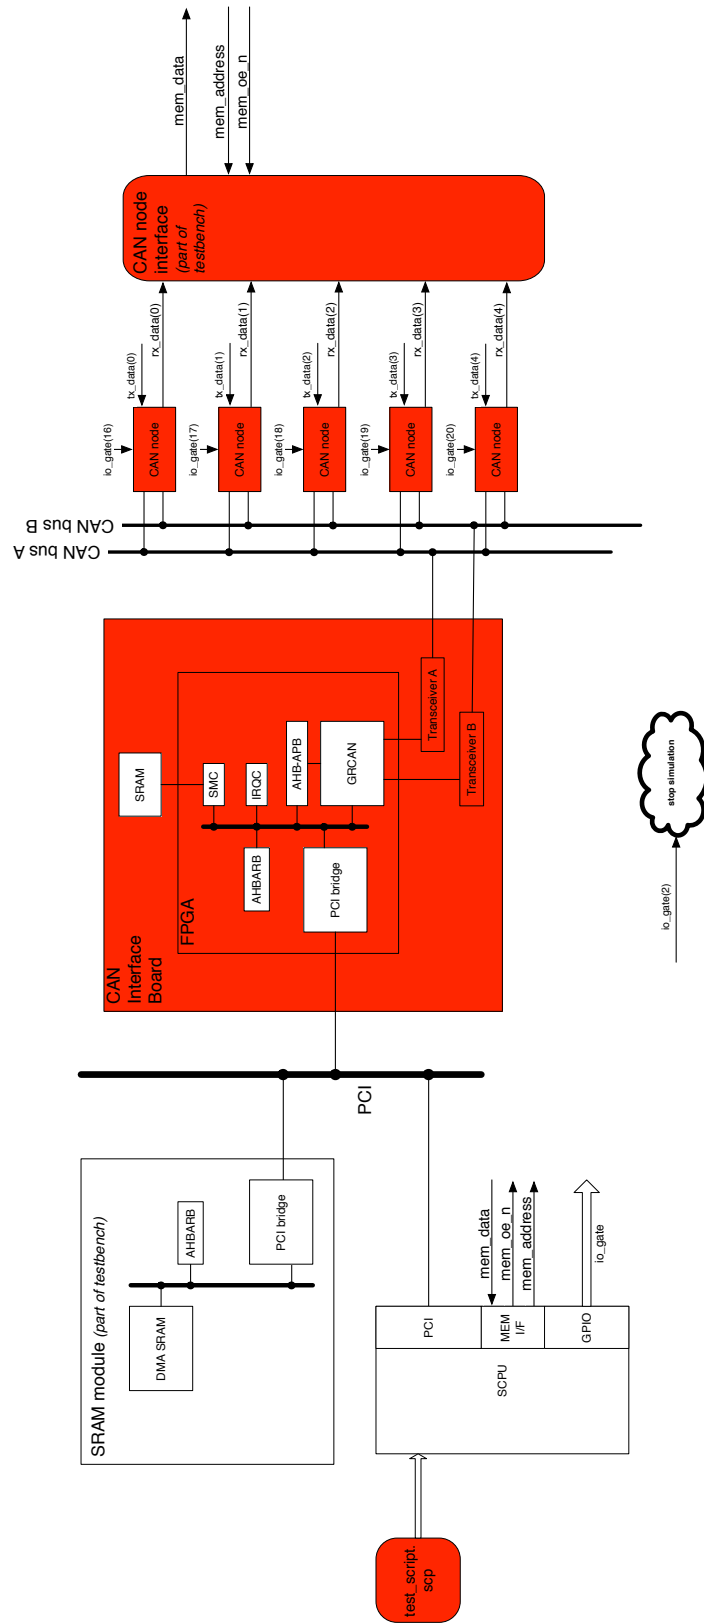 SRAM module (part of testbench)
DMA SRAM
AHBARB
PCI bridge
PCI
CAN
Interface
Board
FPGA
SRAM
SMC
IRQC
AHB-APB
AHBARB
GRCAN
PCI bridge
Transceiver A
Transceiver B
CAN bus A
CAN bus B
io_gate(16)
tx_data(0)
CAN node
rx_data(0)
io_gate(17)
tx_data(1)
CAN node
rx_data(1)
io_gate(18)
tx_data(2)
CAN node
rx_data(2)
io_gate(19)
tx_data(3)
CAN node
rx_data(3)
io_gate(20)
tx_data(4)
CAN node
rx_data(4)
CAN node
interface
(part of
testbench)
mem_data
mem_address
mem_oe_n
test_script.
scp
SCPU
PCI
MEM
I/F
GPIO
mem_data
mem_oe_n
mem_address
io_gate
io_gate(2)
stop simulation